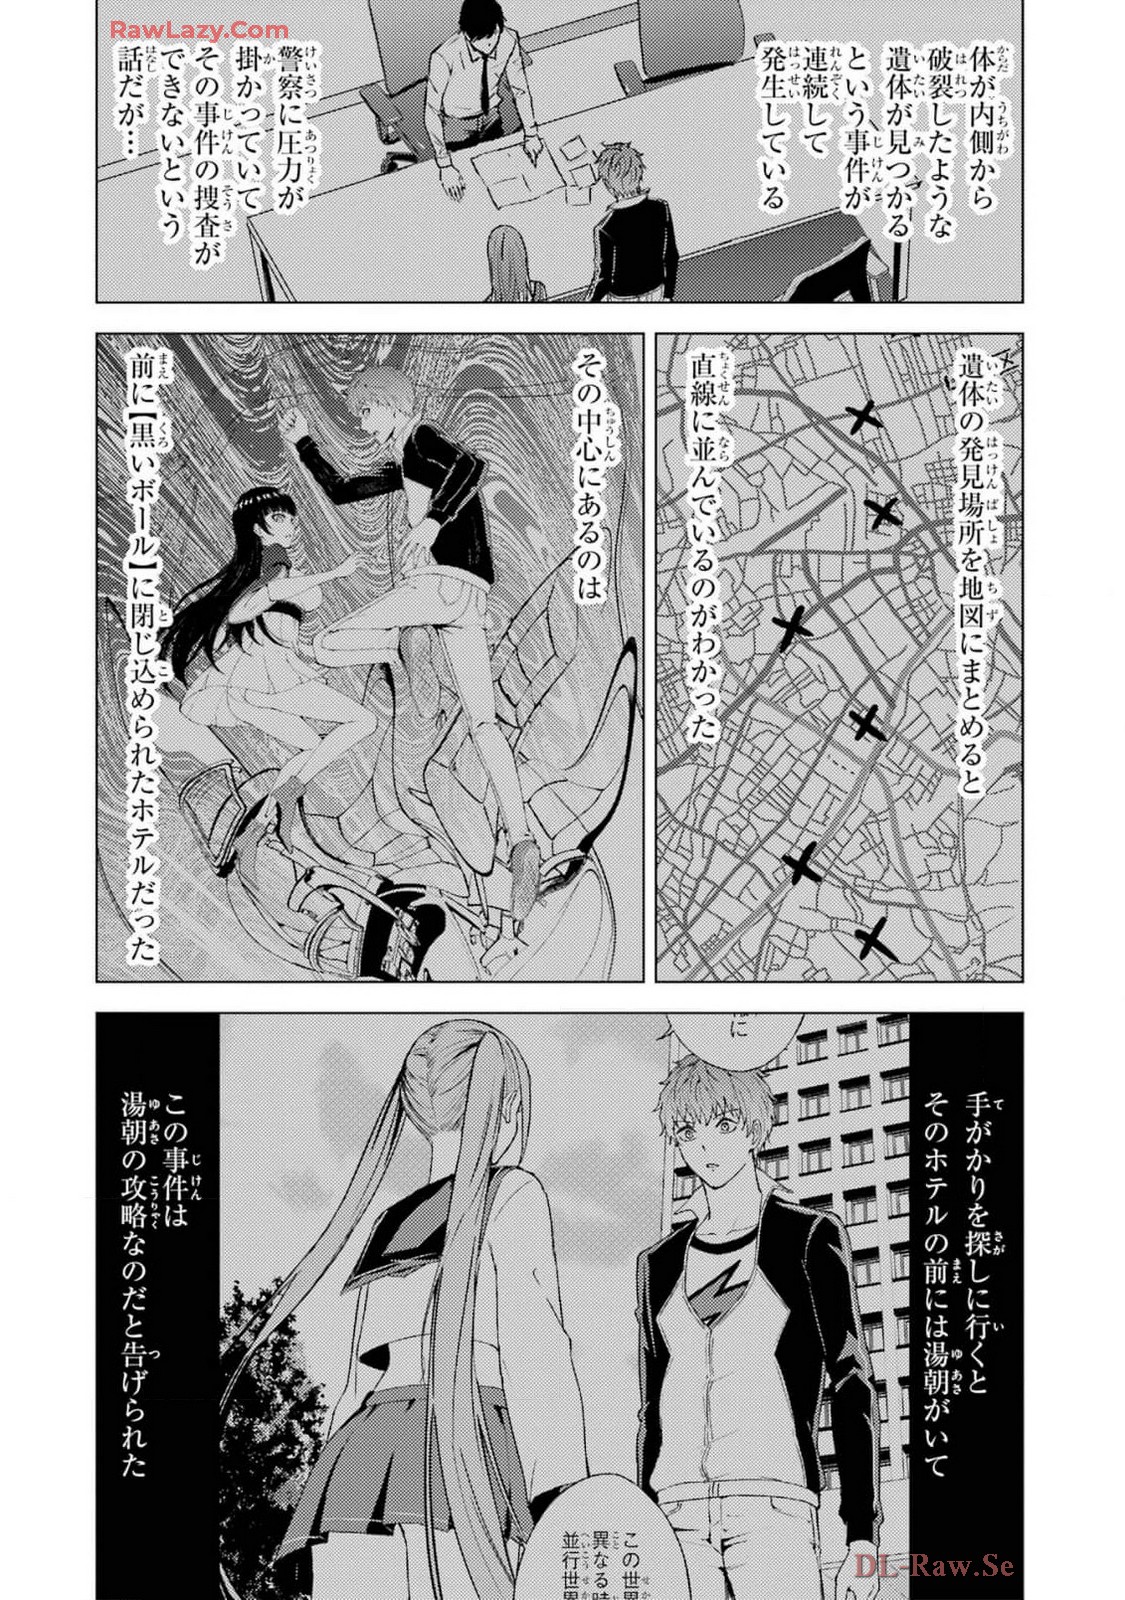 RawLazy.Com
体が内側から
破裂したような
遺体が見つかる
という事件が
連続して
発生している
警察に圧力が
掛かっていて
その事件の捜査が
できないという
話だが…
遺体の発見場所を地図にまとめると
直線に並んでいるのがわかった
その中心にあるのは
前に【黒いボール】に閉じ込められたホテルだった
手がかりを探しに行くと
そのホテルの前には湯朝がいて
に
この事件は
湯朝の攻略なのだと告げられた
この世界
異なる時
並行世界
DL-Raw.Se